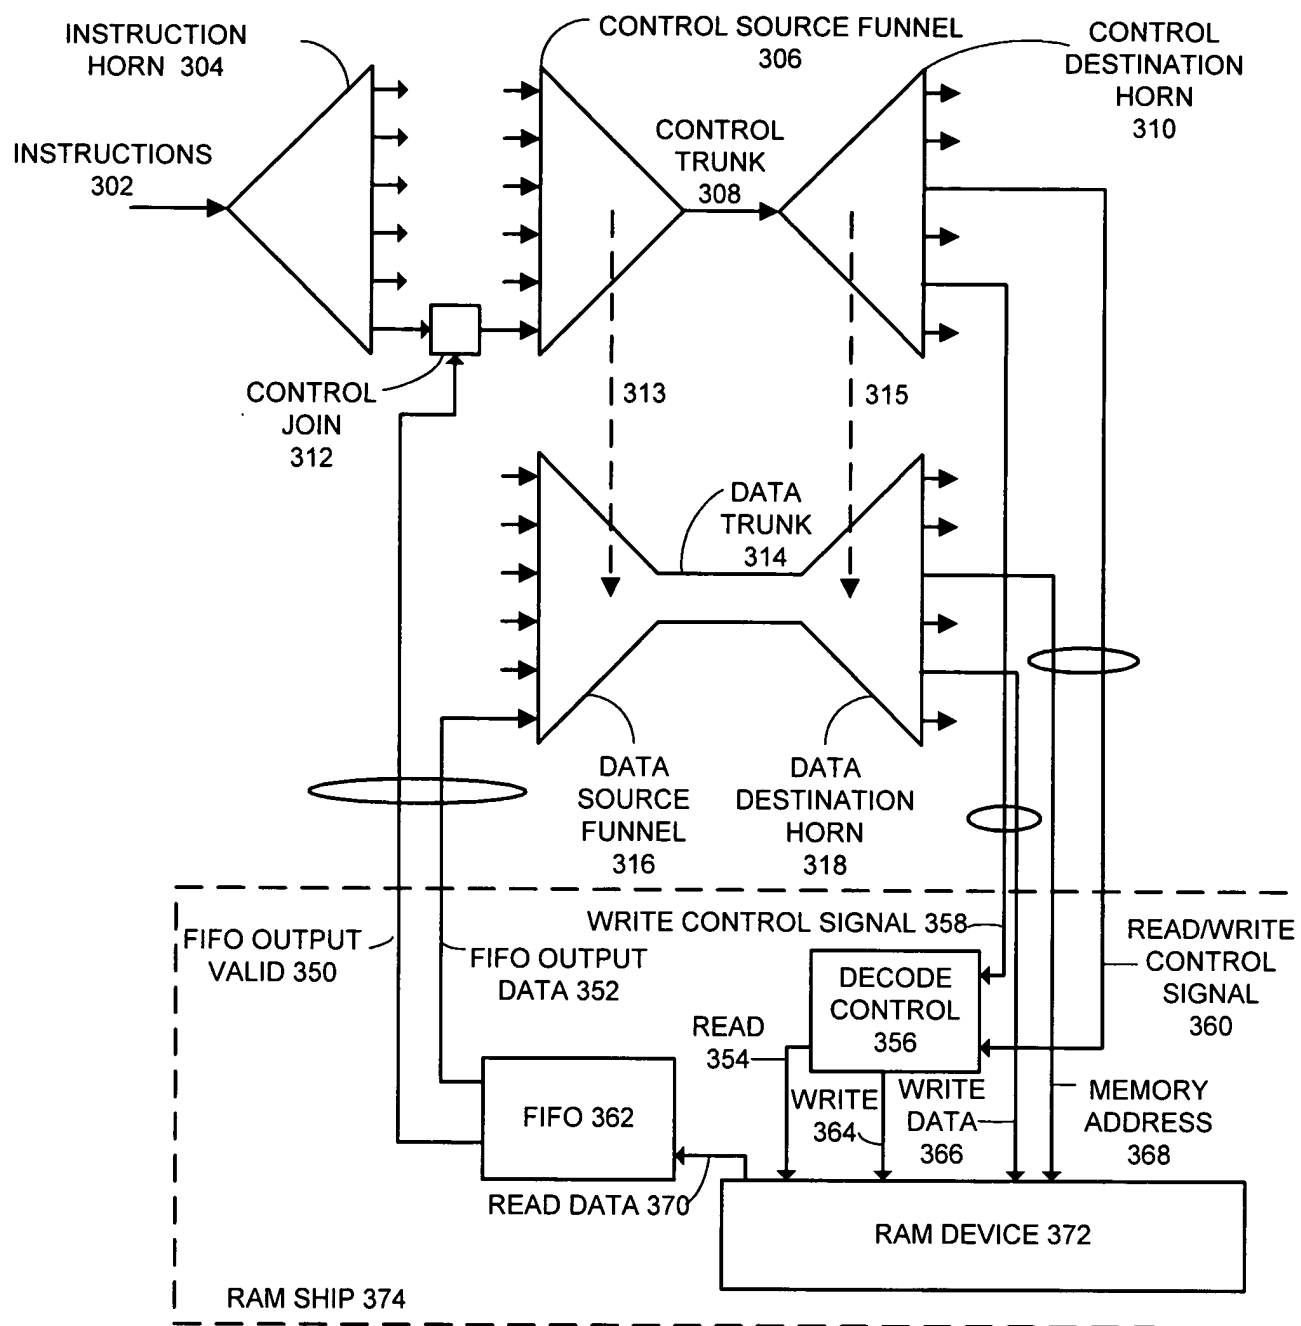 INSTRUCTION
HORN 304
CONTROL SOURCE FUNNEL
306
CONTROL
DESTINATION
HORN
310
INSTRUCTIONS
302
CONTROL
TRUNK
308
CONTROL
JOIN
312
313
315
DATA
TRUNK
314
DATA
SOURCE
FUNNEL
316
DATA
DESTINATION
HORN
318
FIFO OUTPUT
VALID 350
FIFO OUTPUT
DATA 352
WRITE CONTROL SIGNAL 358
READ/WRITE
CONTROL
SIGNAL
360
DECODE
CONTROL
356
READ
354
WRITE
364
WRITE
DATA
366
MEMORY
ADDRESS
368
FIFO 362
READ DATA 370
RAM DEVICE 372
RAM SHIP 374